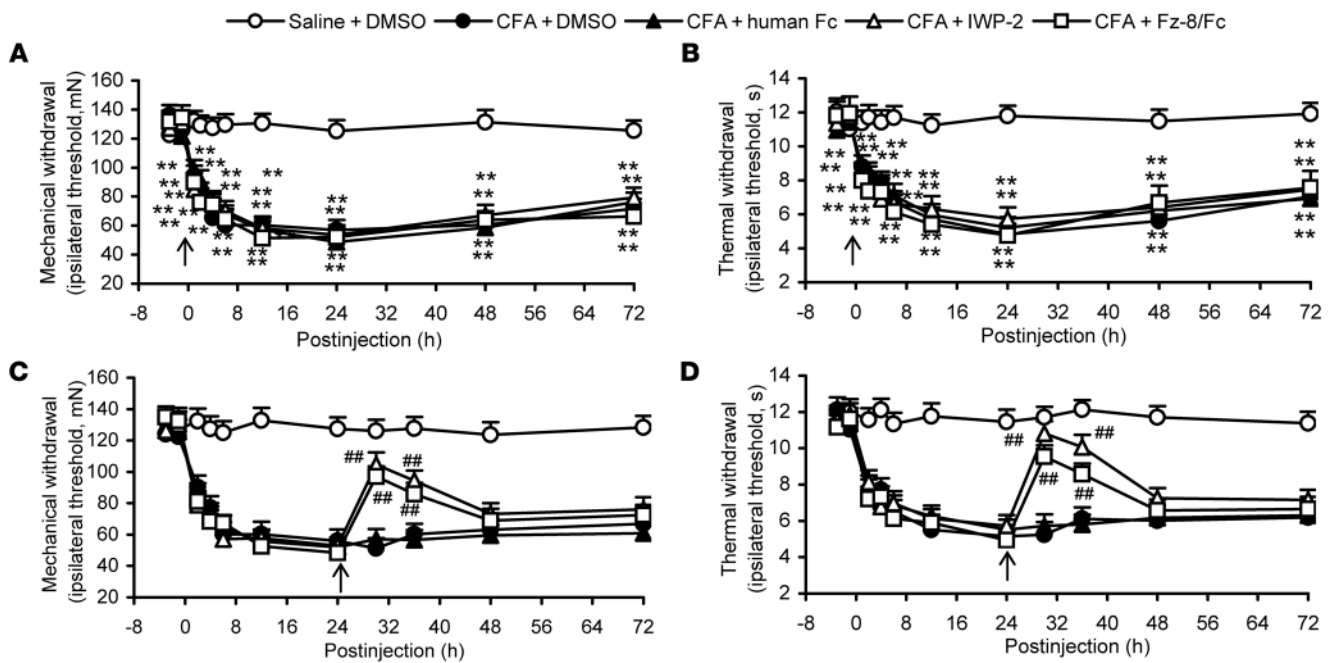 Saline + DMSO CFA + DMSO CFA + human Fc CFA + IWP-2 CFA + Fz-8/Fc
A
Mechanical withdrawal
(ipsilateral threshold,mN)
160
140
120
100
80
60
40
20
** ** ** ** ** ** ** ** ** ** ** ** ** ** ** ** ** ** ** ** ** ** ** ** ** ** ** **
-8 0 8 16 24 32 40 48 56 64 72
Postinjection (h)
B
Thermal withdrawal
(ipsilateral threshold, s)
14
12
10
8
6
4
2
** ** ** ** ** ** ** ** ** ** ** ** ** ** ** ** ** ** ** ** ** ** ** ** ** ** ** **
-8 0 8 16 24 32 40 48 56 64 72
Postinjection (h)
C
Mechanical withdrawal
(ipsilateral threshold, mN)
160
140
120
100
80
60
40
20
## ##
## ##
-8 0 8 16 24 32 40 48 56 64 72
Postinjection (h)
D
Thermal withdrawal
(ipsilateral threshold, s)
14
12
10
8
6
4
2
## ##
## ##
-8 0 8 16 24 32 40 48 56 64 72
Postinjection (h)